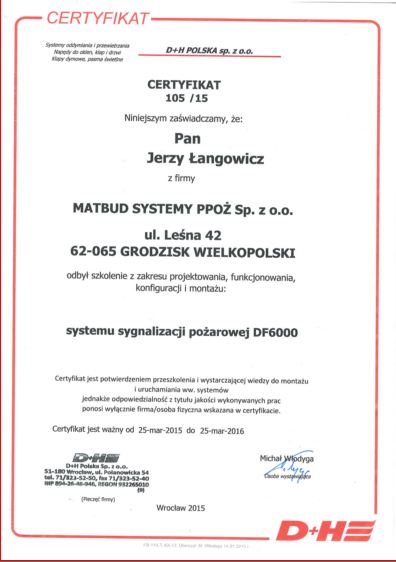 CERTYFIKAT
Systemy oddymiania i przewietrzania
Napędy do okien, klap i drzwi
Klapy dymowe, pasma świetlne
D+H POLSKA sp. z o.o.
CERTYFIKAT
105 /15
Niniejszym zaświadczamy, że:
Pan
Jerzy Łangowicz
z firmy
MATBUD SYSTEMY PPOŻ Sp. z o.o.
ul. Leśna 42
62-065 GRODZISK WIELKOPOLSKI
odbył szkolenie z zakresu projektowania, funkcjonowania,
konfiguracji i montażu:
systemu sygnalizacji pożarowej DF6000
Certyfikat jest potwierdzeniem przeszkolenia i wystarczającej wiedzy do montażu
i uruchamiania ww. systemów
jednakże odpowiedzialność z tytułu jakości wykonywanych prac
ponosi wyłącznie firma/osoba fizyczna wskazana w certyfikacie.
Certyfikat jest ważny od 25-mar-2015 do 25-mar-2016
D+H
D+H Polska Sp. z o.o.
51-180 Wrocław, ul. Polanowicka 54
tel. 71/323-52-50, fax 71/323-52-40
NIP 894-26-48-946, REGON 932265010
(9)
(Pieczęć firmy)
Michał Włodyga
Osoba wystawiająca
Wrocław 2015
D+H